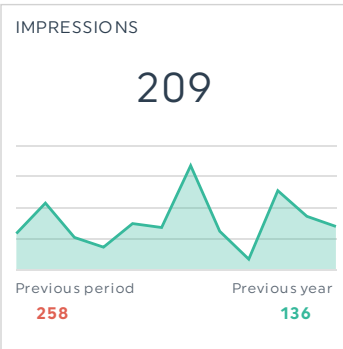 IMPRESSIONS
209
Previous period Previous year
258 136